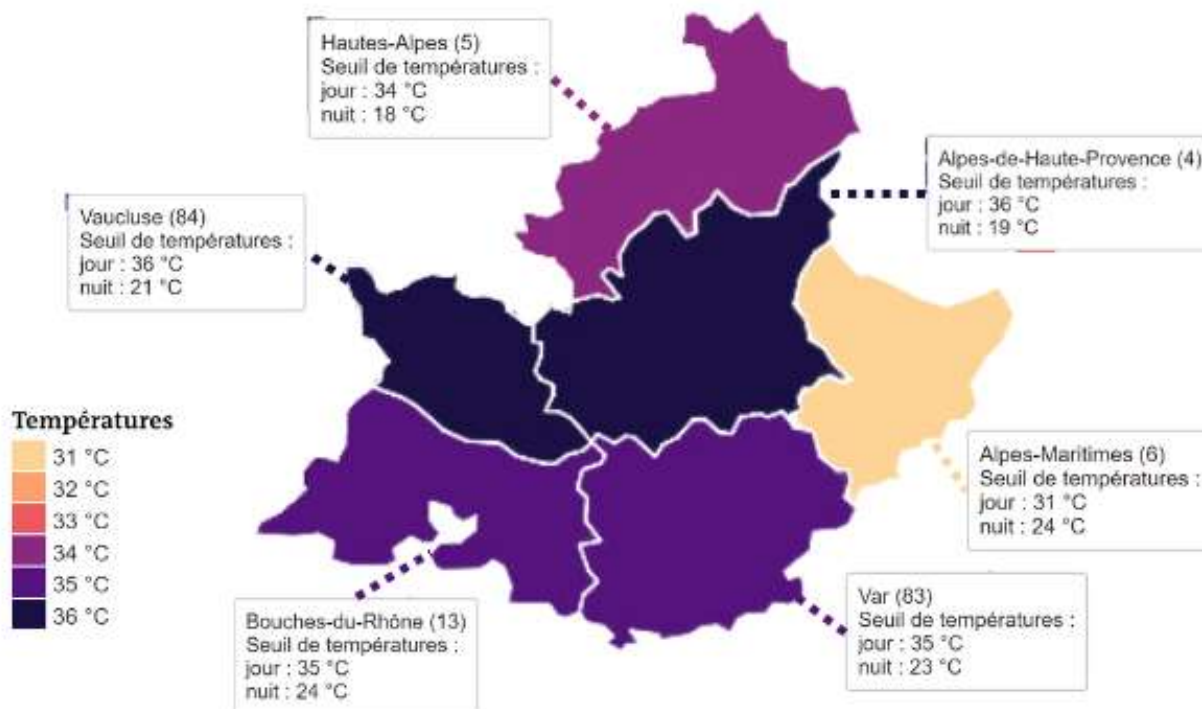 Hautes-Alpes (5)
Seuil de températures :
jour : 34 °C
nuit : 18 °C
Alpes-de-Haute-Provence (4)
Seuil de températures :
jour : 36 °C
nuit : 19 °C
Vaucluse (84)
Seuil de températures :
jour : 36 °C
nuit : 21 °C
Températures
31 °C
32 °C
33 °C
34 °C
35 °C
36 °C
Alpes-Maritimes (6)
Seuil de températures :
jour : 31 °C
nuit : 24 °C
Bouches-du-Rhône (13)
Seuil de températures :
jour : 35 °C
nuit : 24 °C
Var (83)
Seuil de températures :
jour : 35 °C
nuit : 23 °C